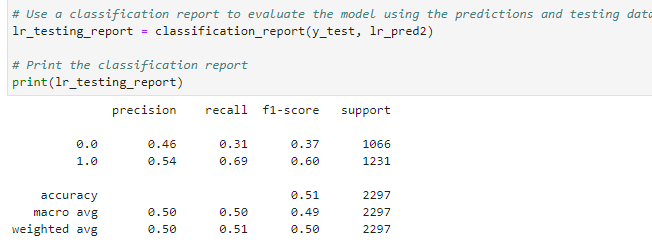 # Use a classification report to evaluate the model using the predictions and testing data
lr_testing_report = classification_report(y_test, lr_pred2)
# Print the classification report
print(lr_testing_report)
precision recall f1-score support
0.0 0.46 0.31 0.37 1066
1.0 0.54 0.69 0.60 1231
accuracy 0.51 2297
macro avg 0.50 0.50 0.49 2297
weighted avg 0.50 0.51 0.50 2297